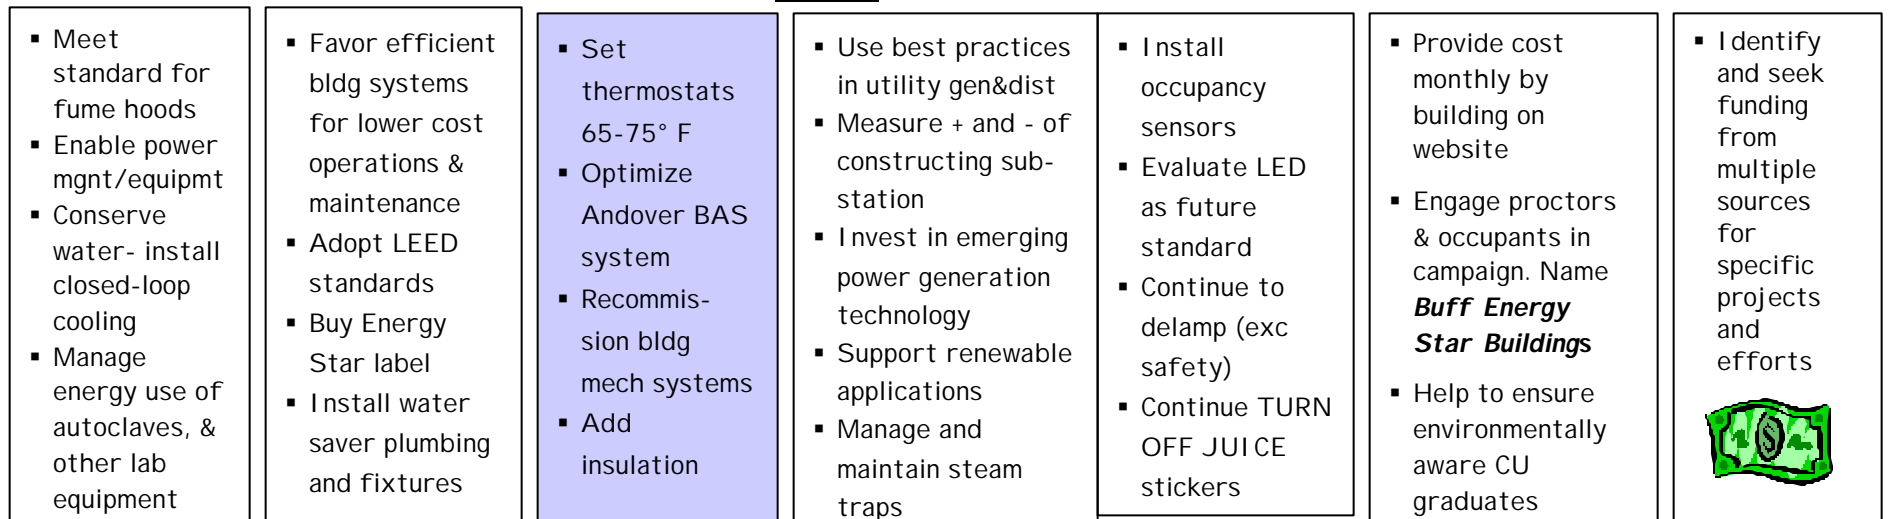 ▪ Meet
standard for
fume hoods
▪ Enable power
mgnt/equipmt
▪ Conserve
water- install
closed-loop
cooling
▪ Manage
energy use of
autoclaves, &
other lab
equipment
▪ Favor efficient
bldg systems
for lower cost
operations &
maintenance
▪ Adopt LEED
standards
▪ Buy Energy
Star label
▪ Install water
saver plumbing
and fixtures
▪ Set
thermostats
65-75° F
▪ Optimize
Andover BAS
system
▪ Recommis-
sion bldg
mech systems
▪ Add
insulation
▪ Use best practices
in utility gen&dist
▪ Measure + and - of
constructing sub-
station
▪ Invest in emerging
power generation
technology
▪ Support renewable
applications
▪ Manage and
maintain steam
traps
▪ Install
occupancy
sensors
▪ Evaluate LED
as future
standard
▪ Continue to
delamp (exc
safety)
▪ Continue TURN
OFF JUICE
stickers
▪ Provide cost
monthly by
building on
website
▪ Engage proctors
& occupants in
campaign. Name
Buff Energy
Star Buildings
▪ Help to ensure
environmentally
aware CU
graduates
▪ Identify
and seek
funding
from
multiple
sources
for
specific
projects
and
efforts
$